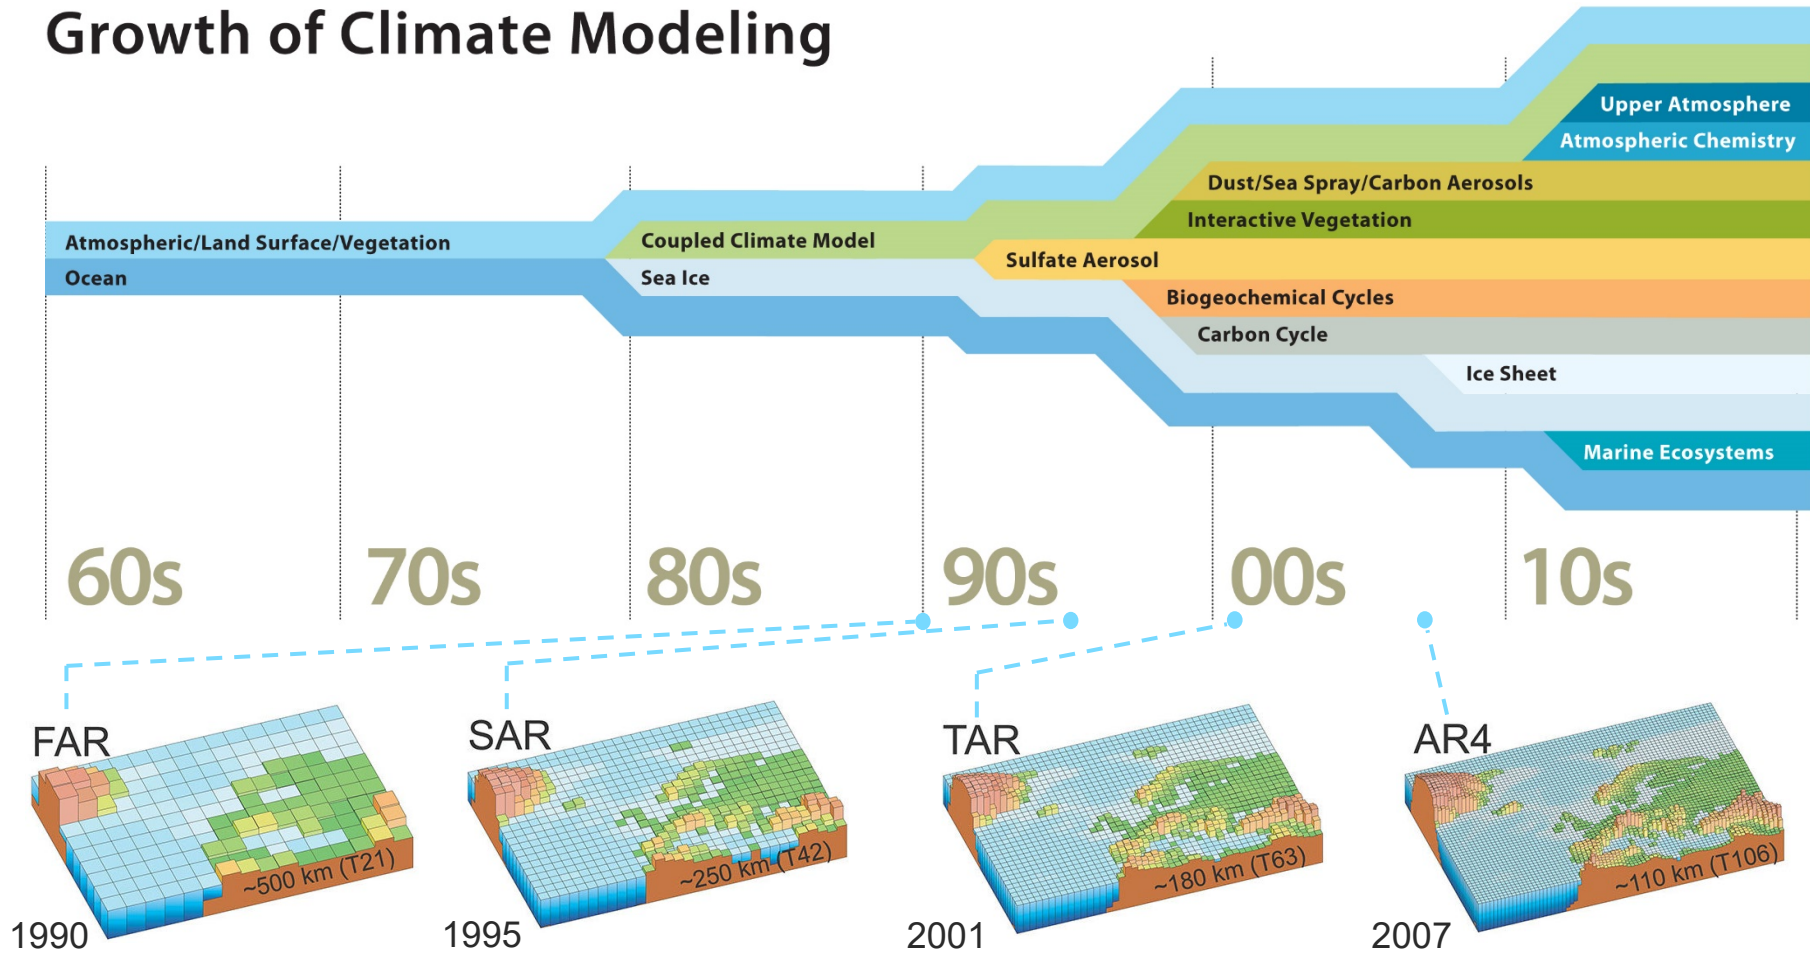 Growth of Climate Modeling
Upper Atmosphere
Atmospheric Chemistry
Dust/Sea Spray/Carbon Aerosols
Interactive Vegetation
Atmospheric/Land Surface/Vegetation
Coupled Climate Model
Sulfate Aerosol
Ocean
Sea Ice
Biogeochemical Cycles
Carbon Cycle
Ice Sheet
Marine Ecosystems
60s
70s
80s
90s
00s
10s
FAR
~500 km (T21)
1990
SAR
~250 km (T42)
1995
TAR
~180 km (T63)
2001
AR4
~110 km (T106)
2007